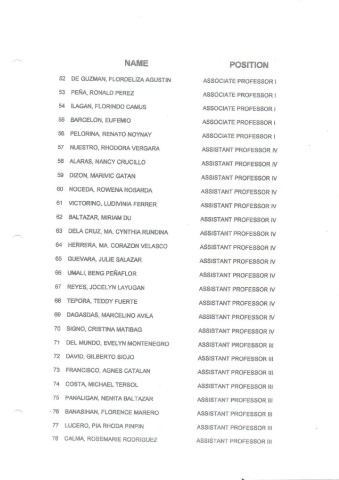 NAME POSITION
52 DE GUZMAN, FLORDELIZA AGUSTIN ASSOCIATE PROFESSOR I
53 PEÑA, RONALD PEREZ ASSOCIATE PROFESSOR I
54 ILAGAN, FLORINDO CAMUS ASSOCIATE PROFESSOR I
55 BARCELON, EUFEMIO ASSOCIATE PROFESSOR I
56 PELORINA, RENATO NOYNAY ASSOCIATE PROFESSOR I
57 NUESTRO, RHODORA VERGARA ASSISTANT PROFESSOR IV
58 ALARAS, NANCY CRUCILLO ASSISTANT PROFESSOR IV
59 DIZON, MARIVIC GATAN ASSISTANT PROFESSOR IV
60 NOCEDA, ROWENA ROSARDA ASSISTANT PROFESSOR IV
61 VICTORINO, LUDIVINIA FERRER ASSISTANT PROFESSOR IV
62 BALTAZAR, MIRIAM DU ASSISTANT PROFESSOR IV
63 DELA CRUZ, MA. CYNTHIA RUNDINA ASSISTANT PROFESSOR IV
64 HERRERA, MA. CORAZON VELASCO ASSISTANT PROFESSOR IV
65 GUEVARA, JULIE SALAZAR ASSISTANT PROFESSOR IV
66 UMALI, BENG PEÑAFLOR ASSISTANT PROFESSOR IV
67 REYES, JOCELYN LAYUGAN ASSISTANT PROFESSOR IV
68 TEPORA, TEDDY FUERTE ASSISTANT PROFESSOR IV
69 DAGASDAS, MARCELINO AVILA ASSISTANT PROFESSOR IV
70 SIGNO, CRISTINA MATIBAG ASSISTANT PROFESSOR IV
71 DEL MUNDO, EVELYN MONTENEGRO ASSISTANT PROFESSOR III
72 DAVID, GILBERTO SIOJO ASSISTANT PROFESSOR III
73 FRANCISCO, AGNES CATALAN ASSISTANT PROFESSOR III
74 COSTA, MICHAEL TERSOL ASSISTANT PROFESSOR III
75 PANALIGAN, NENITA BALTAZAR ASSISTANT PROFESSOR III
76 BANASIHAN, FLORENCE MARENO ASSISTANT PROFESSOR III
77 LUCERO, PIA RHODA PINPIN ASSISTANT PROFESSOR III
78 CALMA, ROSEMARIE RODRIGUEZ ASSISTANT PROFESSOR III